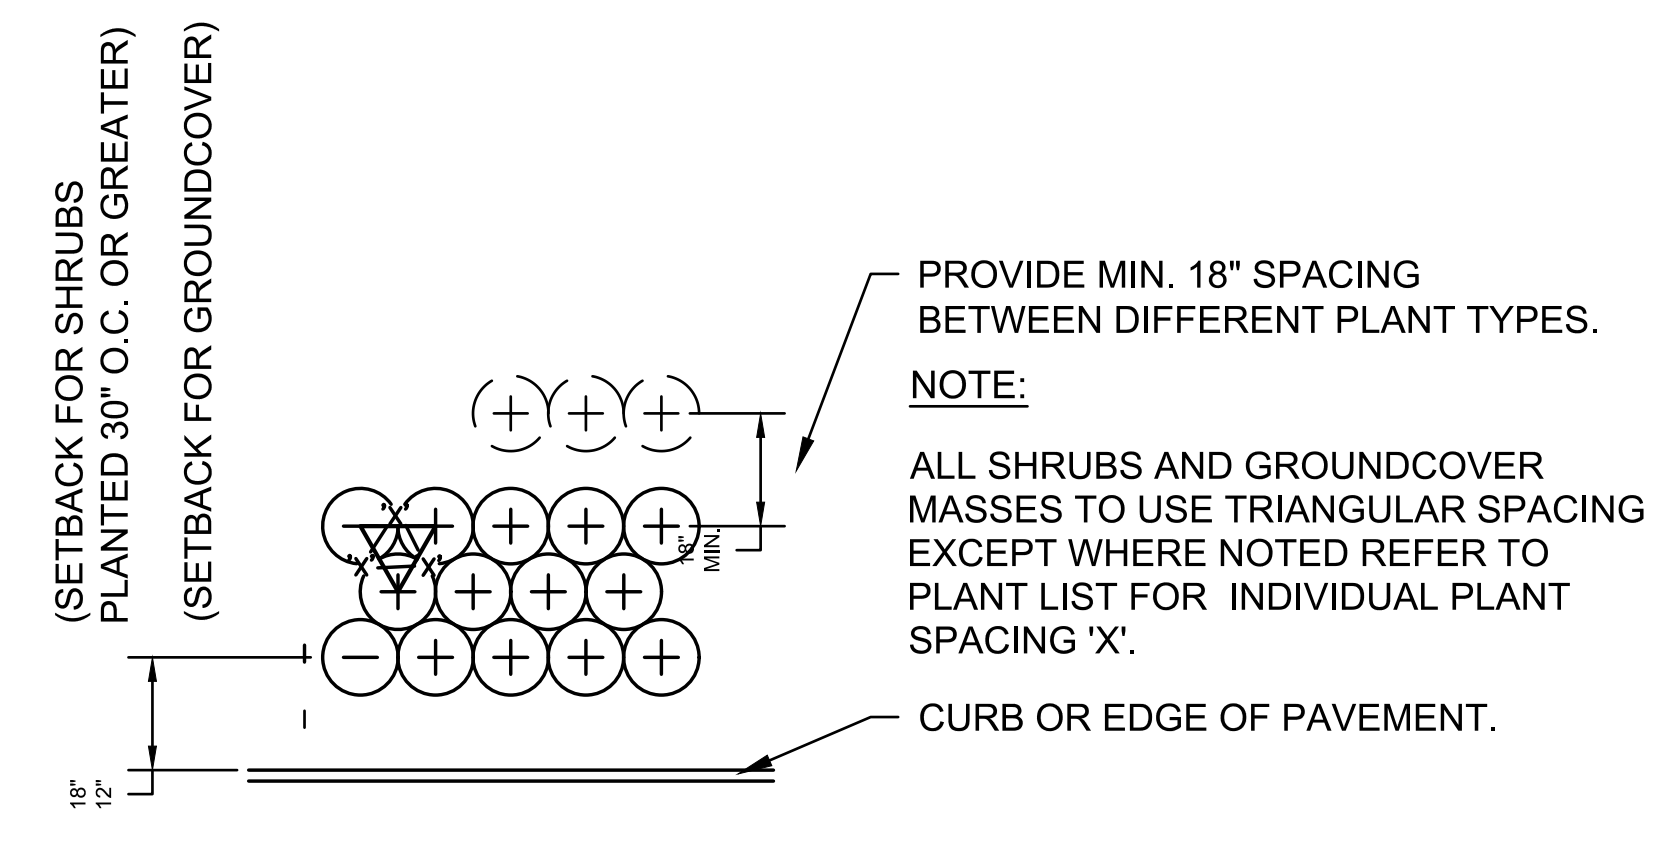 (SETBACK FOR SHRUBS
PLANTED 30" O.C. OR GREATER)
(SETBACK FOR GROUNDCOVER)
PROVIDE MIN. 18" SPACING
BETWEEN DIFFERENT PLANT TYPES.
NOTE:
ALL SHRUBS AND GROUNDCOVER
MASSES TO USE TRIANGULAR SPACING
EXCEPT WHERE NOTED REFER TO
PLANT LIST FOR INDIVIDUAL PLANT
SPACING 'X'.
CURB OR EDGE OF PAVEMENT.
'X'
'X'
'X'
18"
MIN.
18"
12"